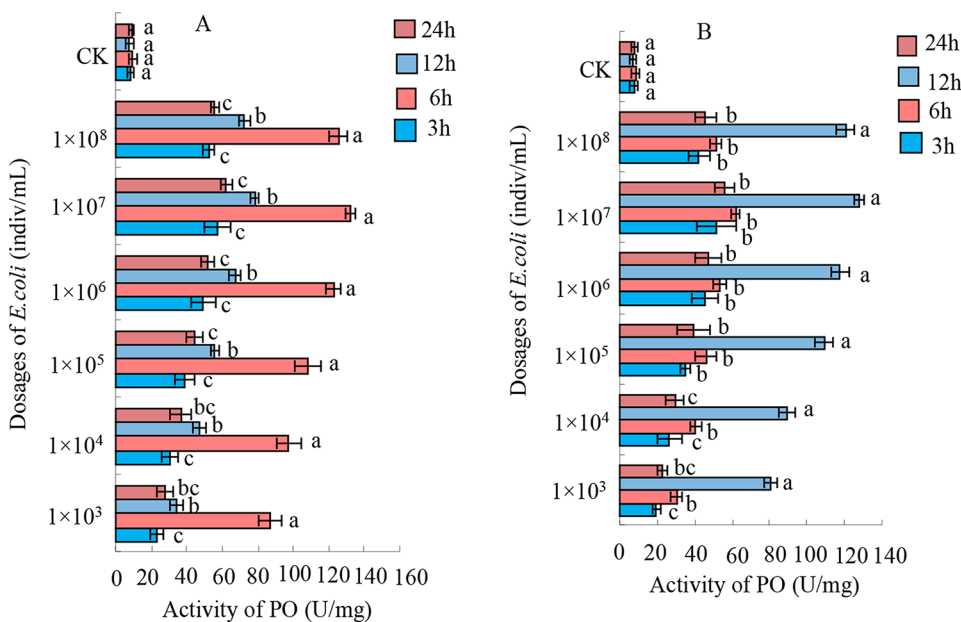 A
24h
12h
6h
3h
Dosages of E.coli (indiv/mL)
CK
a
a
a
a
1×10⁸
c
b
a
c
1×10⁷
c
b
a
c
1×10⁶
c
b
a
c
1×10⁵
c
b
a
c
1×10⁴
bc
b
a
c
1×10³
bc
b
a
c
0 20 40 60 80 100 120 140 160
Activity of PO (U/mg)
B
24h
12h
6h
3h
Dosages of E.coli (indiv/mL)
CK
a
a
a
a
1×10⁸
b
a
b
b
1×10⁷
b
a
b
b
1×10⁶
b
a
b
b
1×10⁵
b
a
b
b
1×10⁴
c
a
b
c
1×10³
bc
a
b
c
0 20 40 60 80 100 120 140
Activity of PO (U/mg)